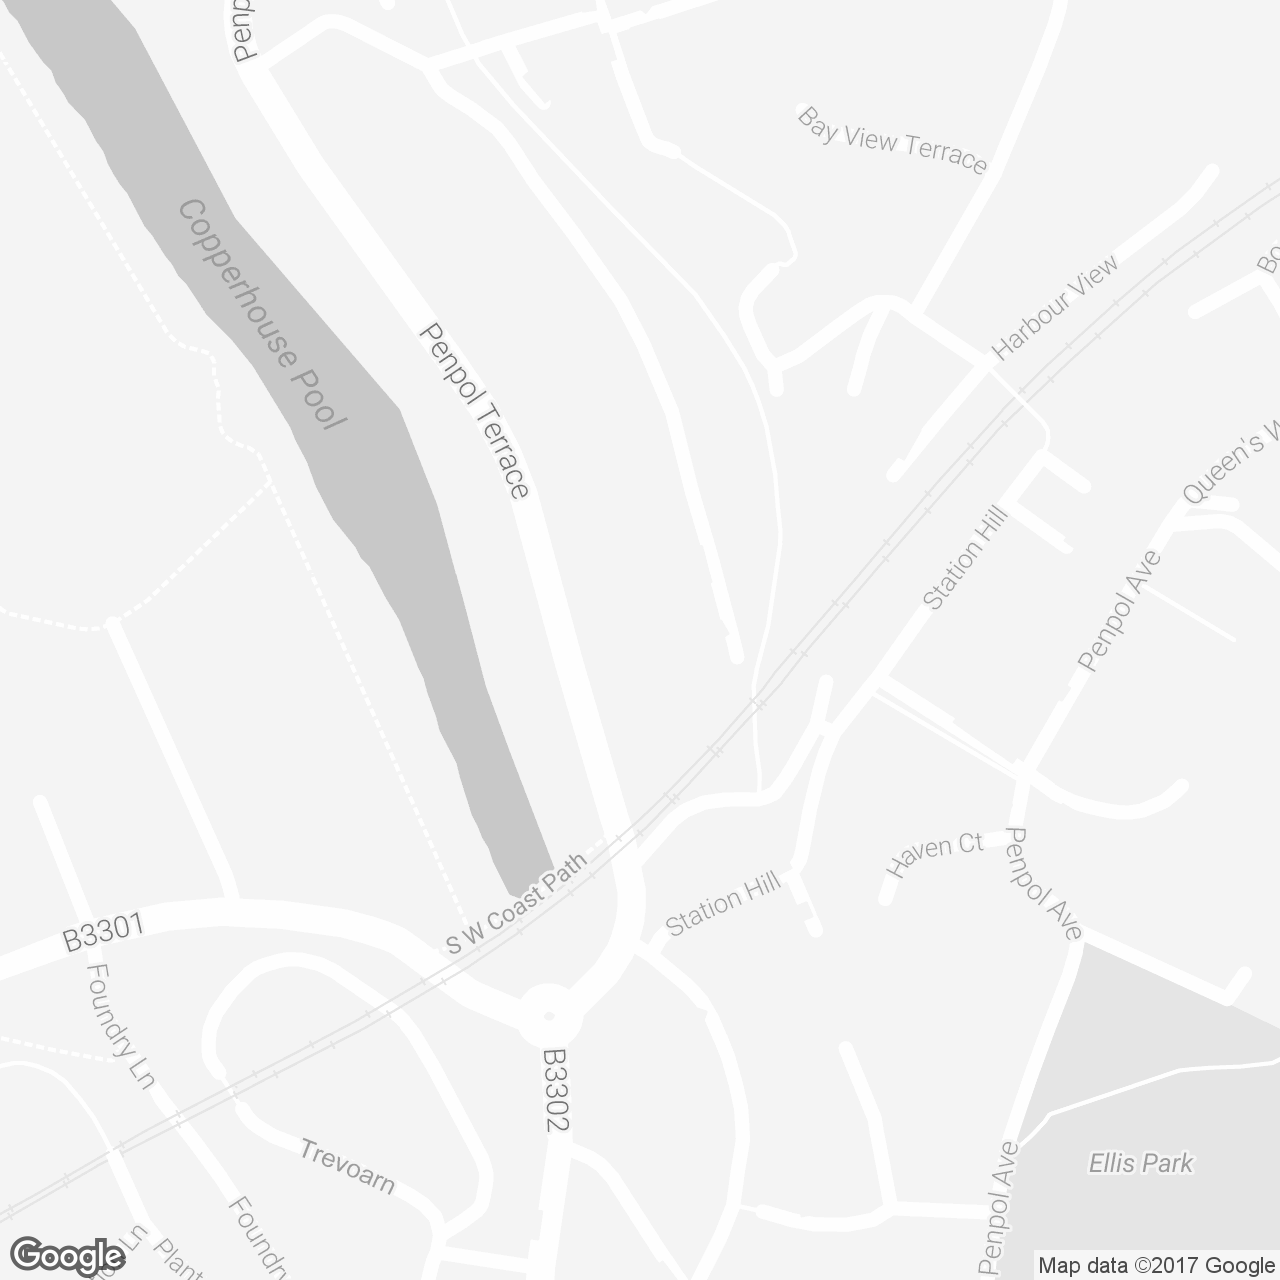 Penp
Bay View Terrace
Copperhouse Pool
Harbour View
Bo
Penpol Terrace
Queen's W
Station Hill
Penpol Ave
Haven Ct
Penpol Ave
Station Hill
S W Coast Path
B3301
Foundry Ln
B3302
Trevoarn
Ellis Park
Penpol Ave
Foundr
Ln
Plant
Google
Map data ©2017 Google